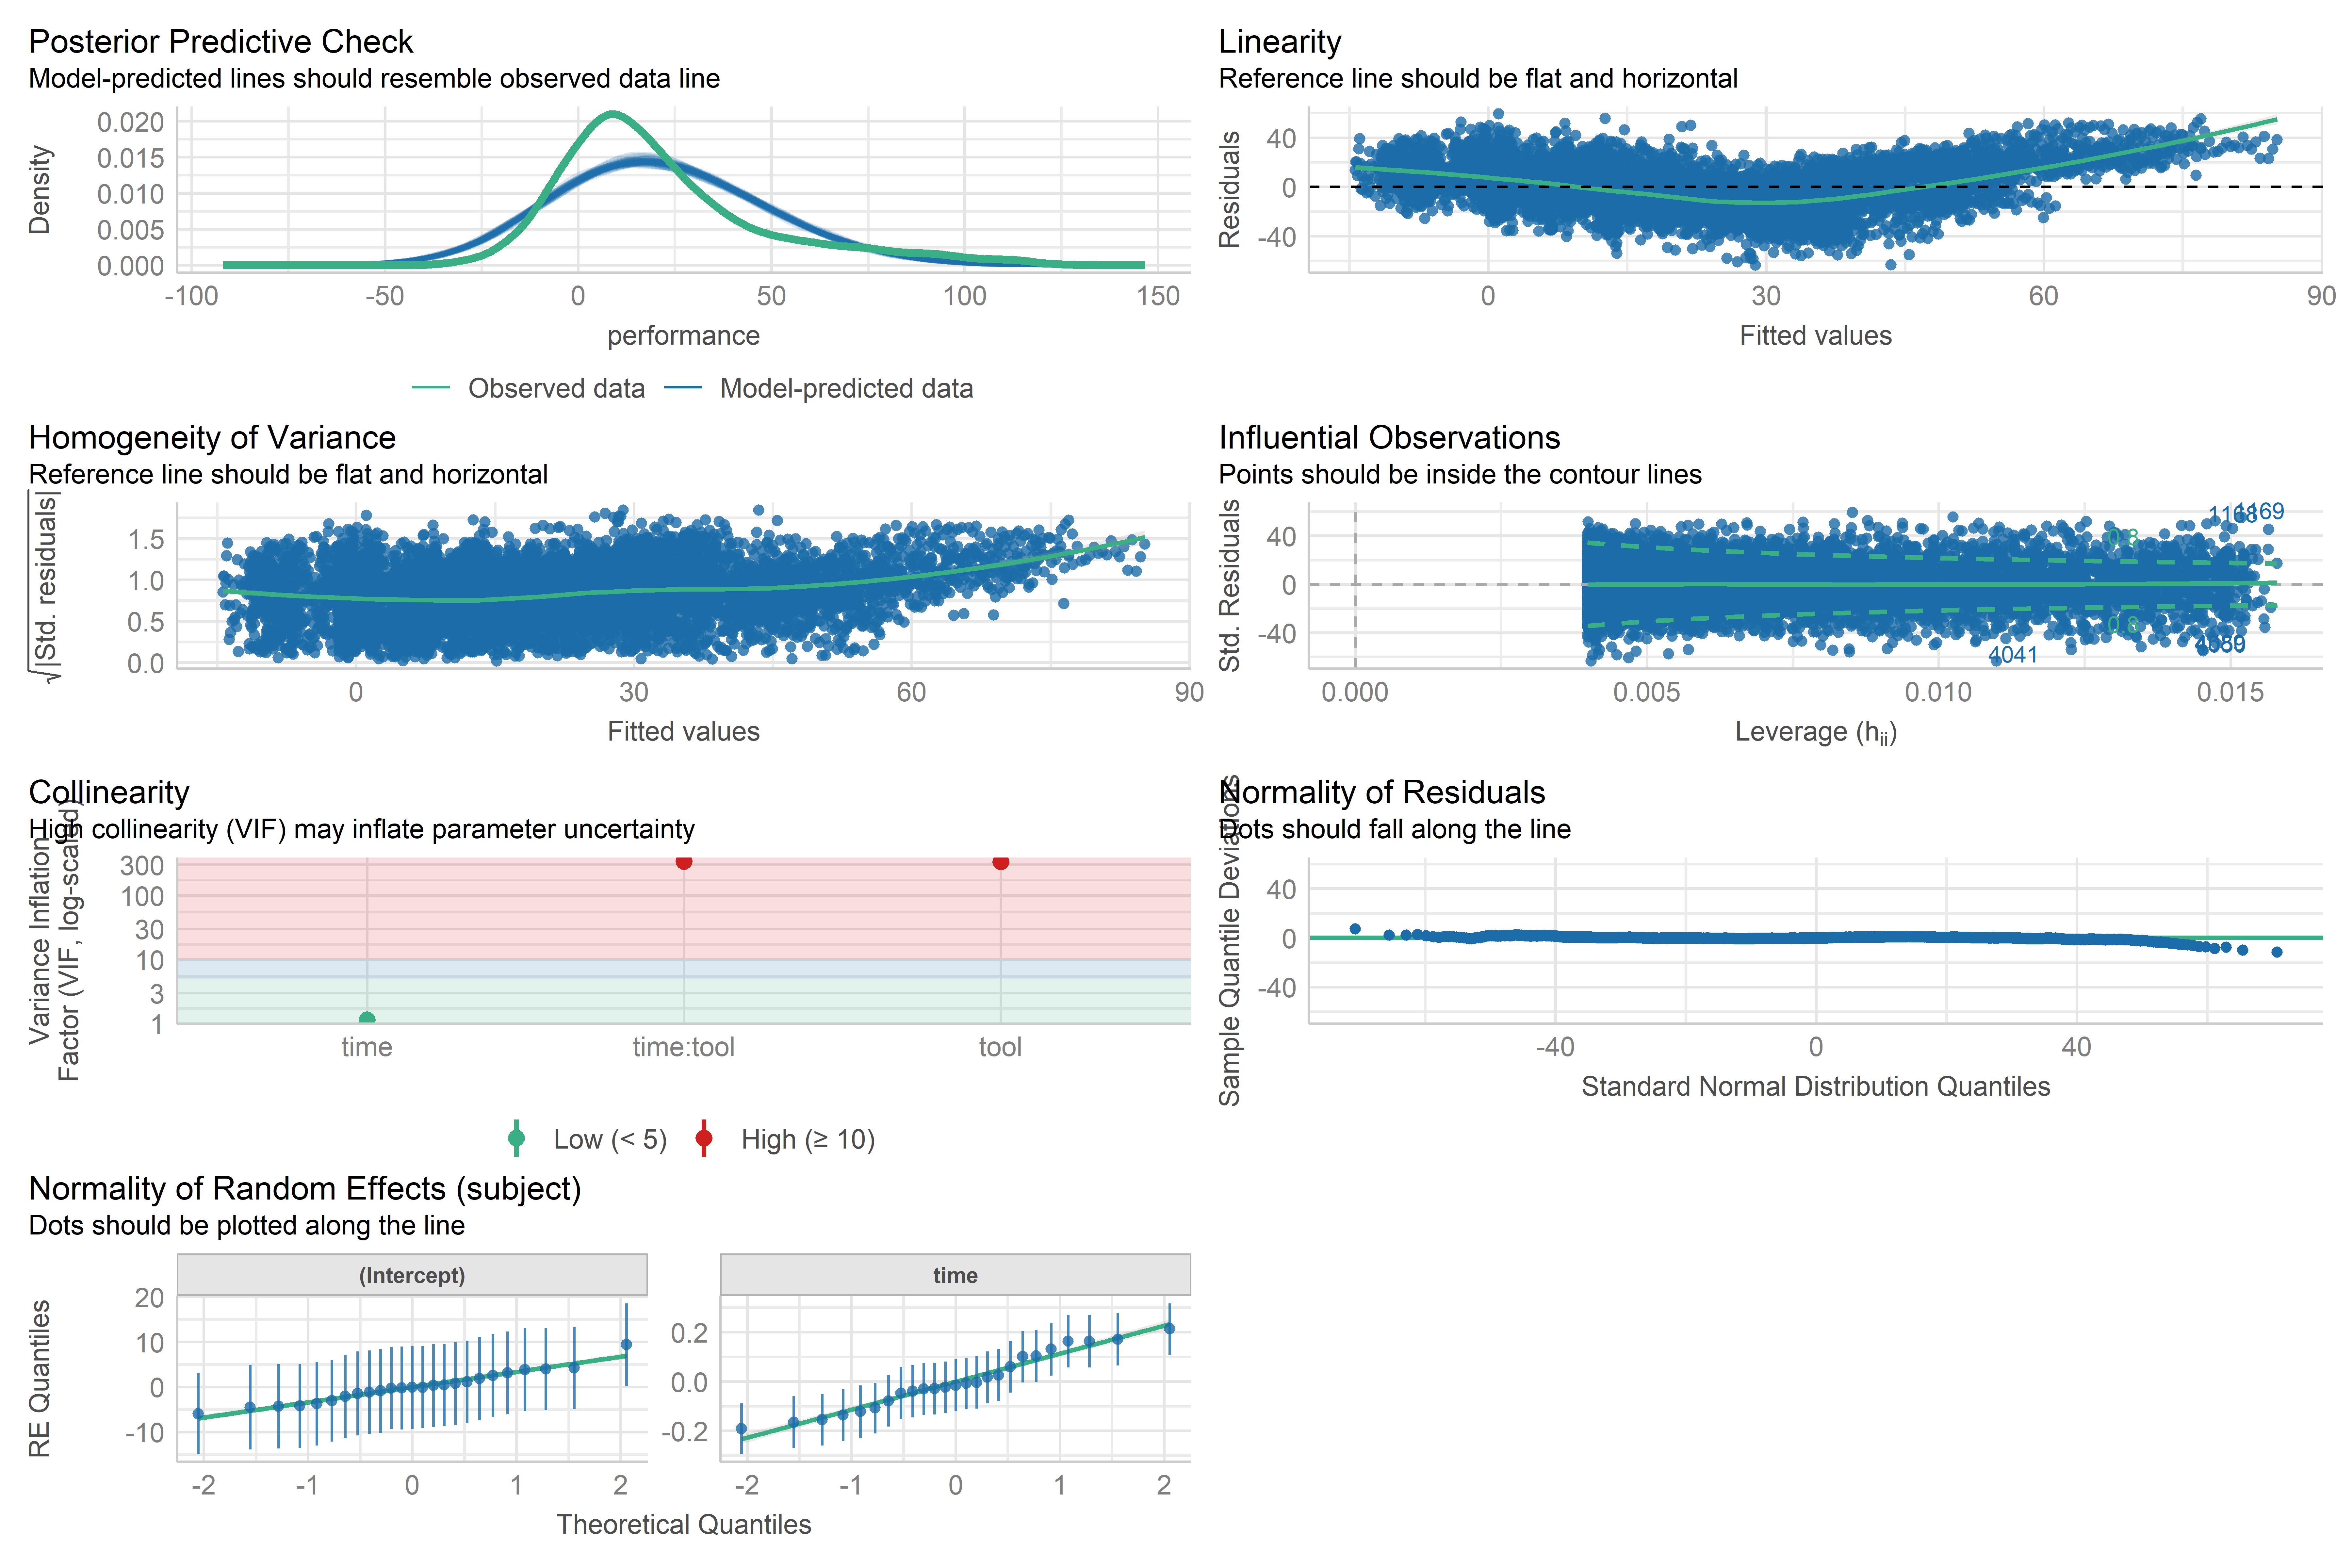 Posterior Predictive Check
Model-predicted lines should resemble observed data line
Density
0.020
0.015
0.010
0.005
0.000
-100 -50 0 50 100 150
performance
Observed data Model-predicted data
Linearity
Reference line should be flat and horizontal
Residuals
40
0
-40
0 30 60 90
Fitted values
Homogeneity of Variance
Reference line should be flat and horizontal
√|Std. residuals|
1.5
1.0
0.5
0.0
0 30 60 90
Fitted values
Influential Observations
Points should be inside the contour lines
Std. Residuals
40
0
-40
0.8
0.8
1168
1169
4041
0.000 0.005 0.010 0.015
Leverage (hii)
Collinearity
High collinearity (VIF) may inflate parameter uncertainty
Variance Inflation
Factor (VIF, log-scaled)
300
100
30
10
3
1
time time:tool tool
Low (< 5) High (≥ 10)
Normality of Residuals
Dots should fall along the line
Sample Quantile Deviations
40
0
-40
-40 0 40
Standard Normal Distribution Quantiles
Normality of Random Effects (subject)
Dots should be plotted along the line
(Intercept) time
RE Quantiles
20
10
0
-10
-2 -1 0 1 2
0.2
0.0
-0.2
-2 -1 0 1 2
Theoretical Quantiles